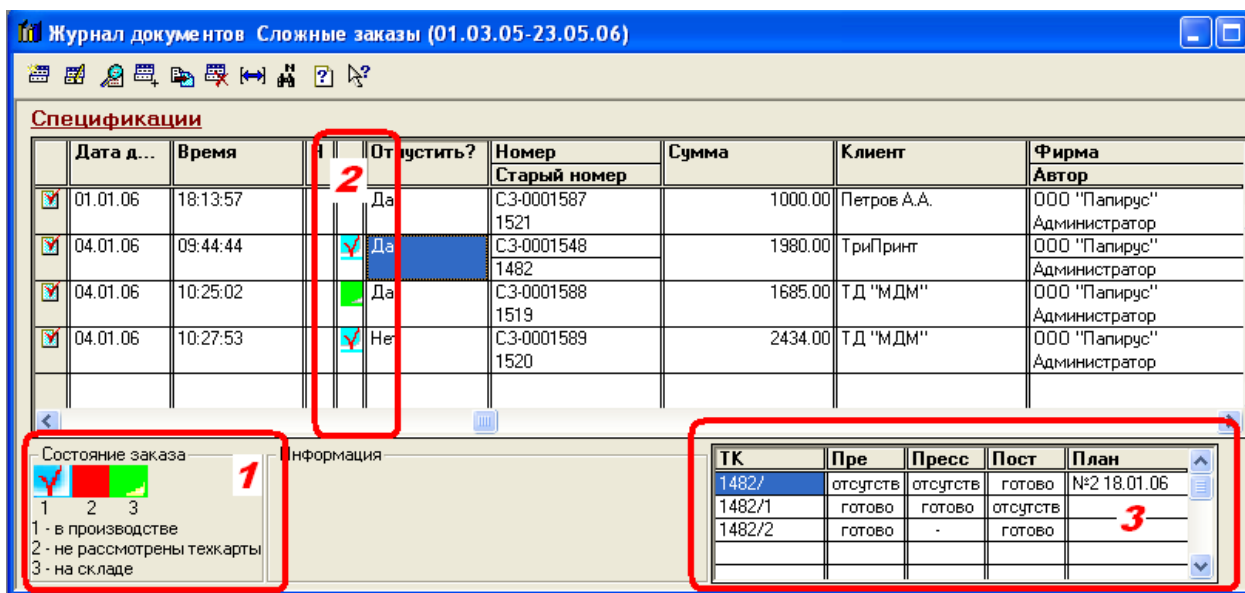 Журнал документов Сложные заказы (01.03.05-23.05.06)
Спецификации
Дата д... Время Отпустить? Номер Сумма Клиент Фирма
Старый номер Автор
2
01.01.06 18:13:57 Да СЗ-0001587 1000.00 Петров А.А. ООО "Папирус"
1521 Администратор
04.01.06 09:44:44 Да СЗ-0001548 1980.00 ТриПринт ООО "Папирус"
1482 Администратор
04.01.06 10:25:02 Да СЗ-0001588 1685.00 ТД "МДМ" ООО "Папирус"
1519 Администратор
04.01.06 10:27:53 Нет СЗ-0001589 2434.00 ТД "МДМ" ООО "Папирус"
1520 Администратор
Состояние заказа
1
1 2 3
1 - в производстве
2 - не рассмотрены техкарты
3 - на складе
Информация
ТК Пре Пресс Пост План
1482/ отсутств отсутств готово №2 18.01.06
1482/1 готово готово отсутств
1482/2 готово - готово
3